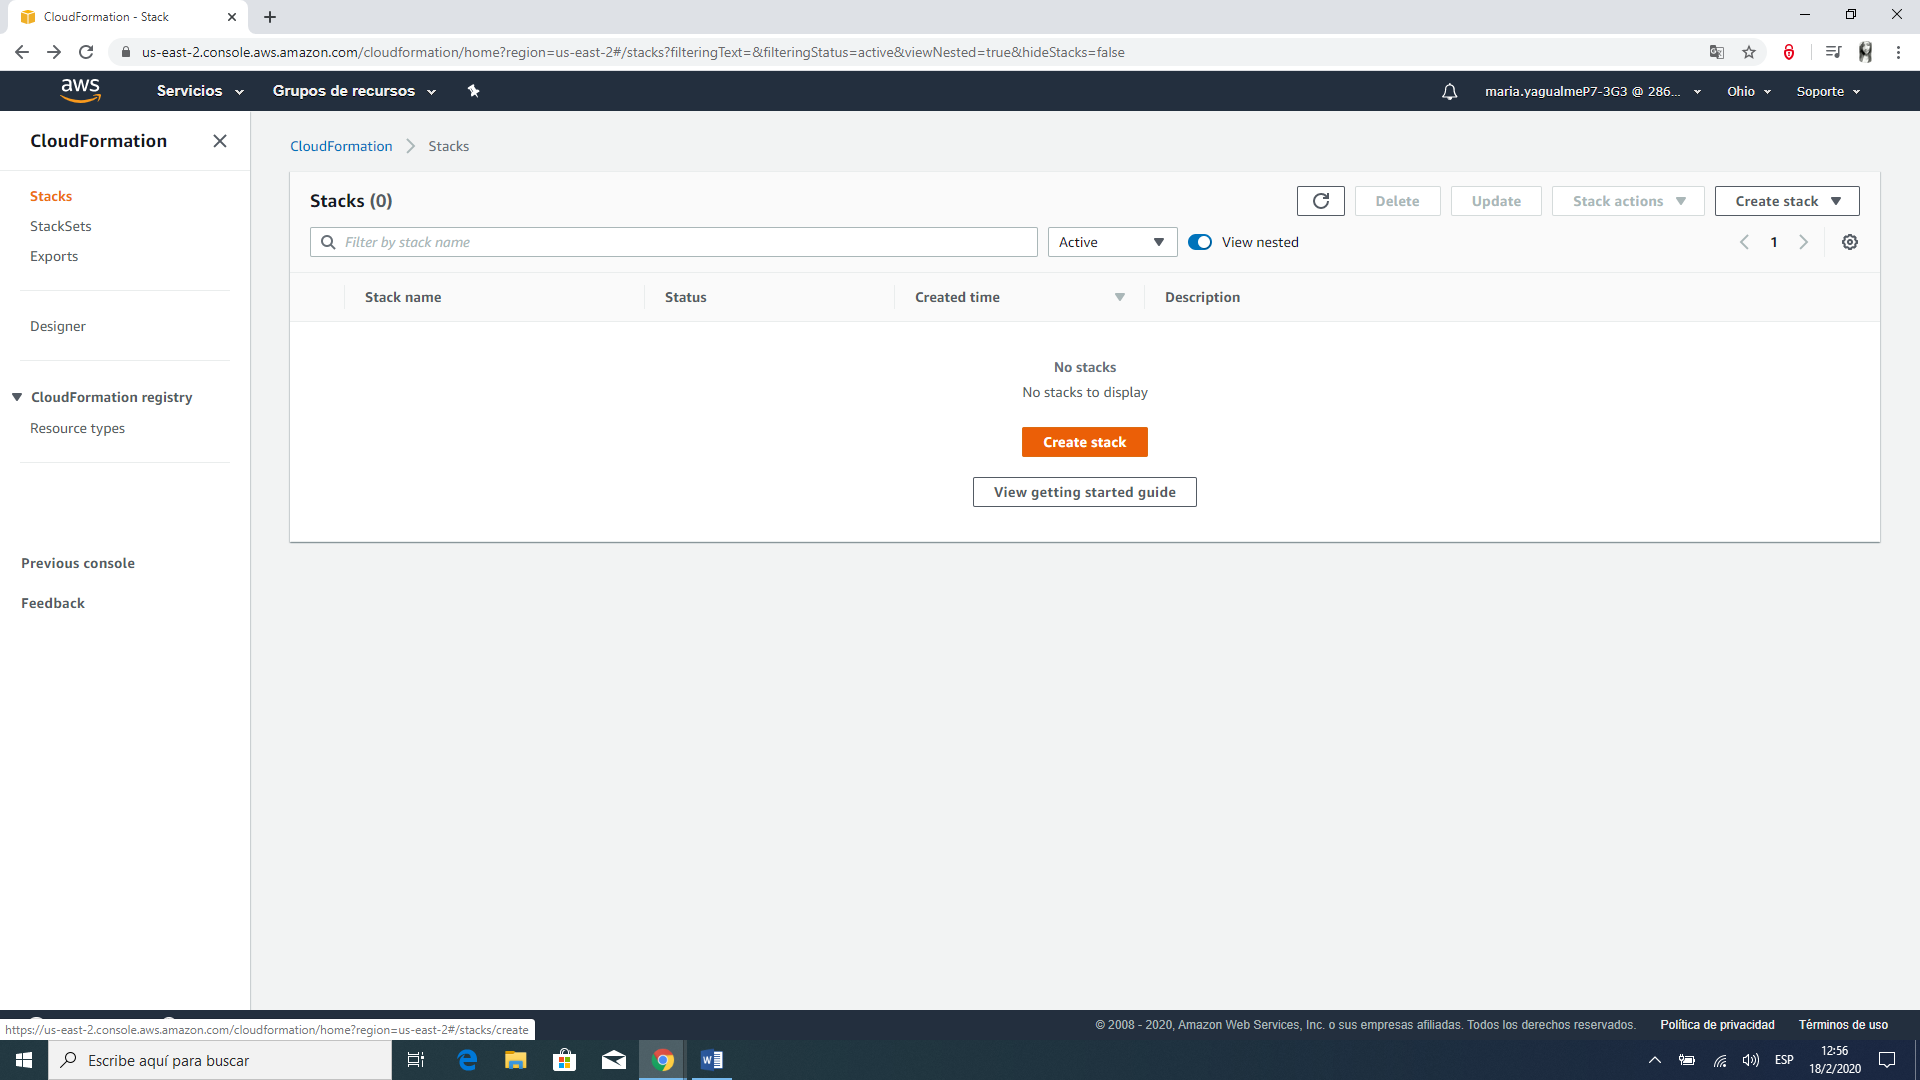 CloudFormation - Stack
us-east-2.console.aws.amazon.com/cloudformation/home?region=us-east-2#/stacks?filteringText=&filteringStatus=active&viewNested=true&hideStacks=false
aws
Servicios
Grupos de recursos
maria.yagualmeP7-3G3 @ 286...
Ohio
Soporte
CloudFormation
Stacks
StackSets
Exports
Designer
CloudFormation registry
Resource types
Previous console
Feedback
CloudFormation
Stacks
Stacks (0)
Delete
Update
Stack actions
Create stack
Filter by stack name
Active
View nested
1
Stack name
Status
Created time
Description
No stacks
No stacks to display
Create stack
View getting started guide
© 2008 - 2020, Amazon Web Services, Inc. o sus empresas afiliadas. Todos los derechos reservados.
Política de privacidad
Términos de uso
https://us-east-2.console.aws.amazon.com/cloudformation/home?region=us-east-2#/stacks/create
Escribe aquí para buscar
ESP
12:56
18/2/2020